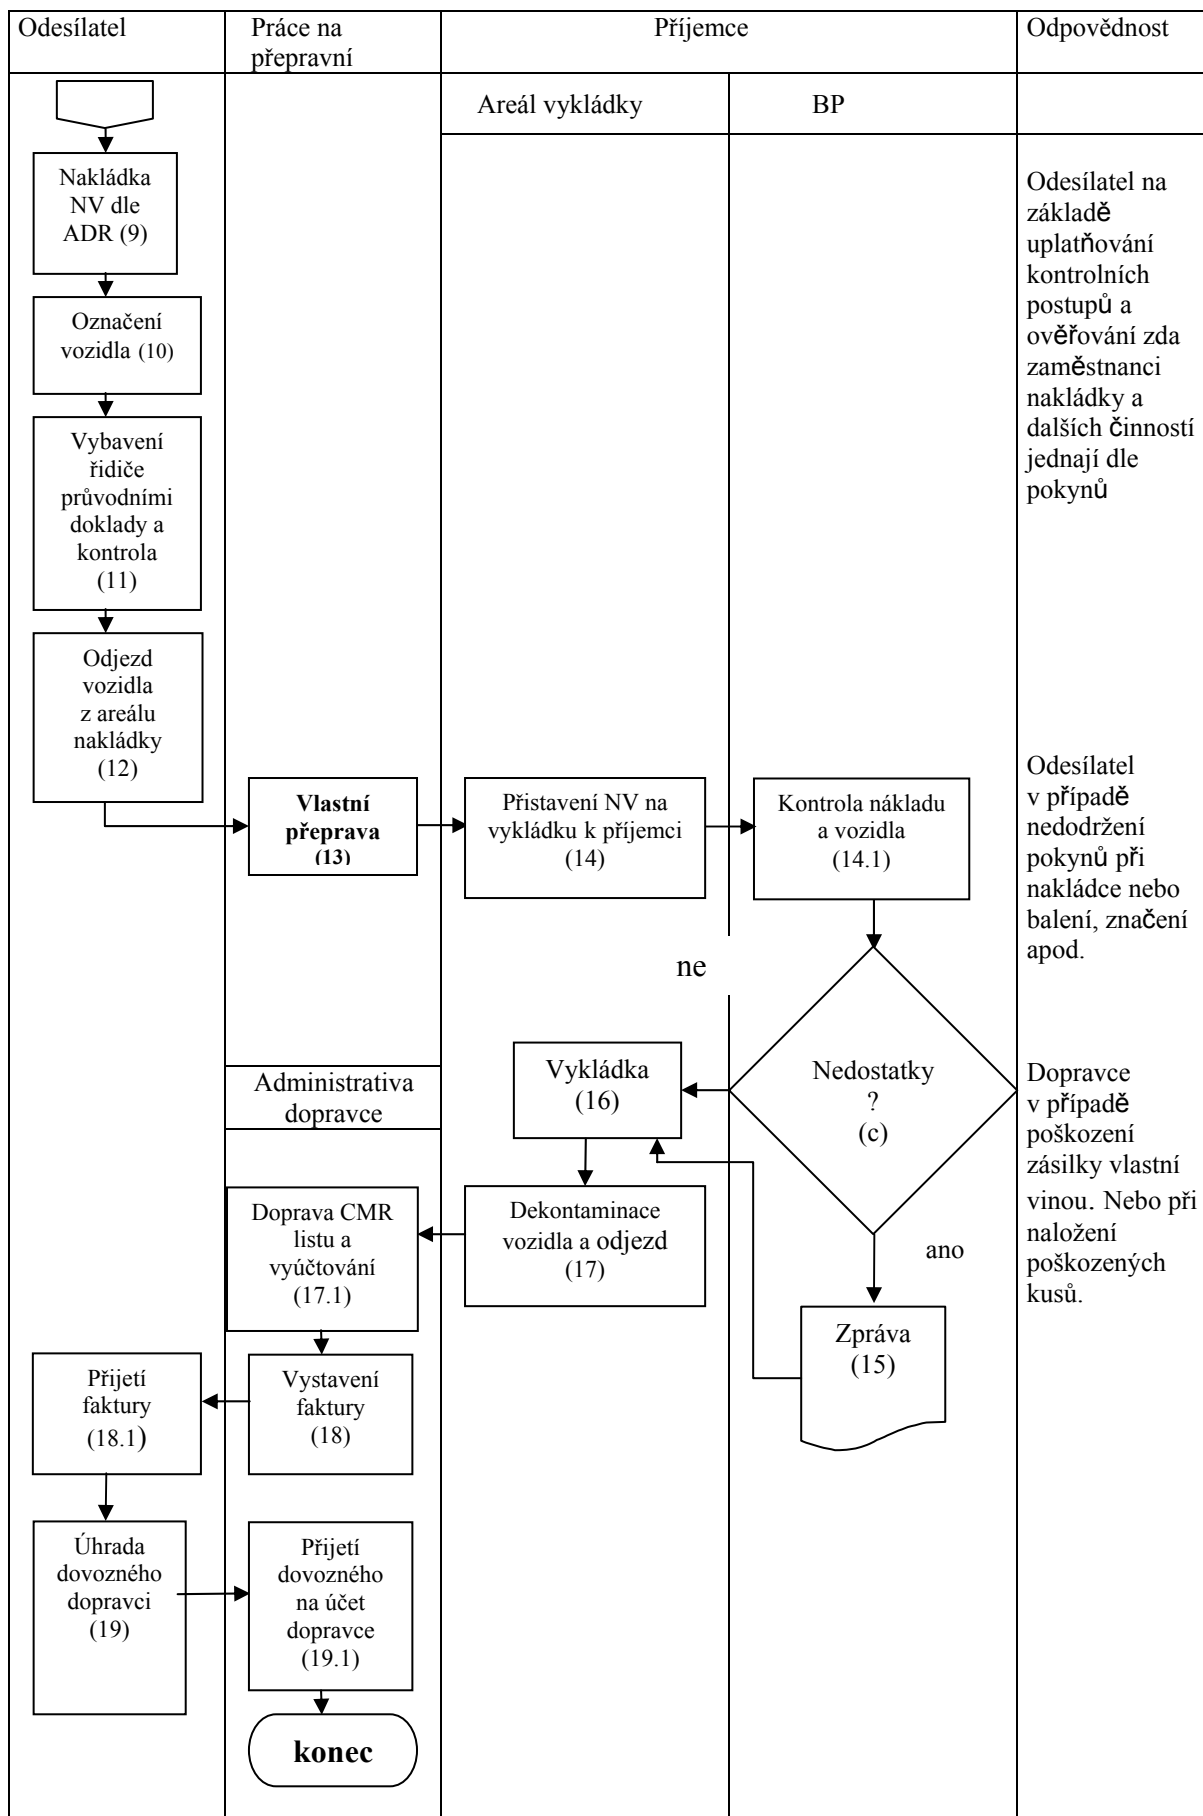 Odesílatel
Práce na
přepravní
Příjemce
Odpovědnost
Areál vykládky
BP
Nakládka
NV dle
ADR (9)
Označení
vozidla (10)
Vybavení
řidiče
průvodními
doklady a
kontrola
(11)
Odjezd
vozidla
z areálu
nakládky
(12)
Odesílatel na
základě
uplatňování
kontrolních
postupů a
ověřování zda
zaměstnanci
nakládky a
dalších činností
jednají dle
pokynů
Vlastní
přeprava
(13)
Přistavení NV na
vykládku k příjemci
(14)
Kontrola nákladu
a vozidla
(14.1)
Odesílatel
v případě
nedodržení
pokynů při
nakládce nebo
balení, značení
apod.
ne
Nedostatky
?
(c)
Vykládka
(16)
Administrativa
dopravce
Dopravce
v případě
poškození
zásilky vlastní
vinou. Nebo při
naložení
poškozených
kusů.
Doprava CMR
listu a
vyúčtování
(17.1)
Dekontaminace
vozidla a odjezd
(17)
ano
Zpráva
(15)
Přijetí
faktury
(18.1)
Vystavení
faktury
(18)
Úhrada
dovozného
dopravci
(19)
Přijetí
dovozného
na účet
dopravce
(19.1)
konec